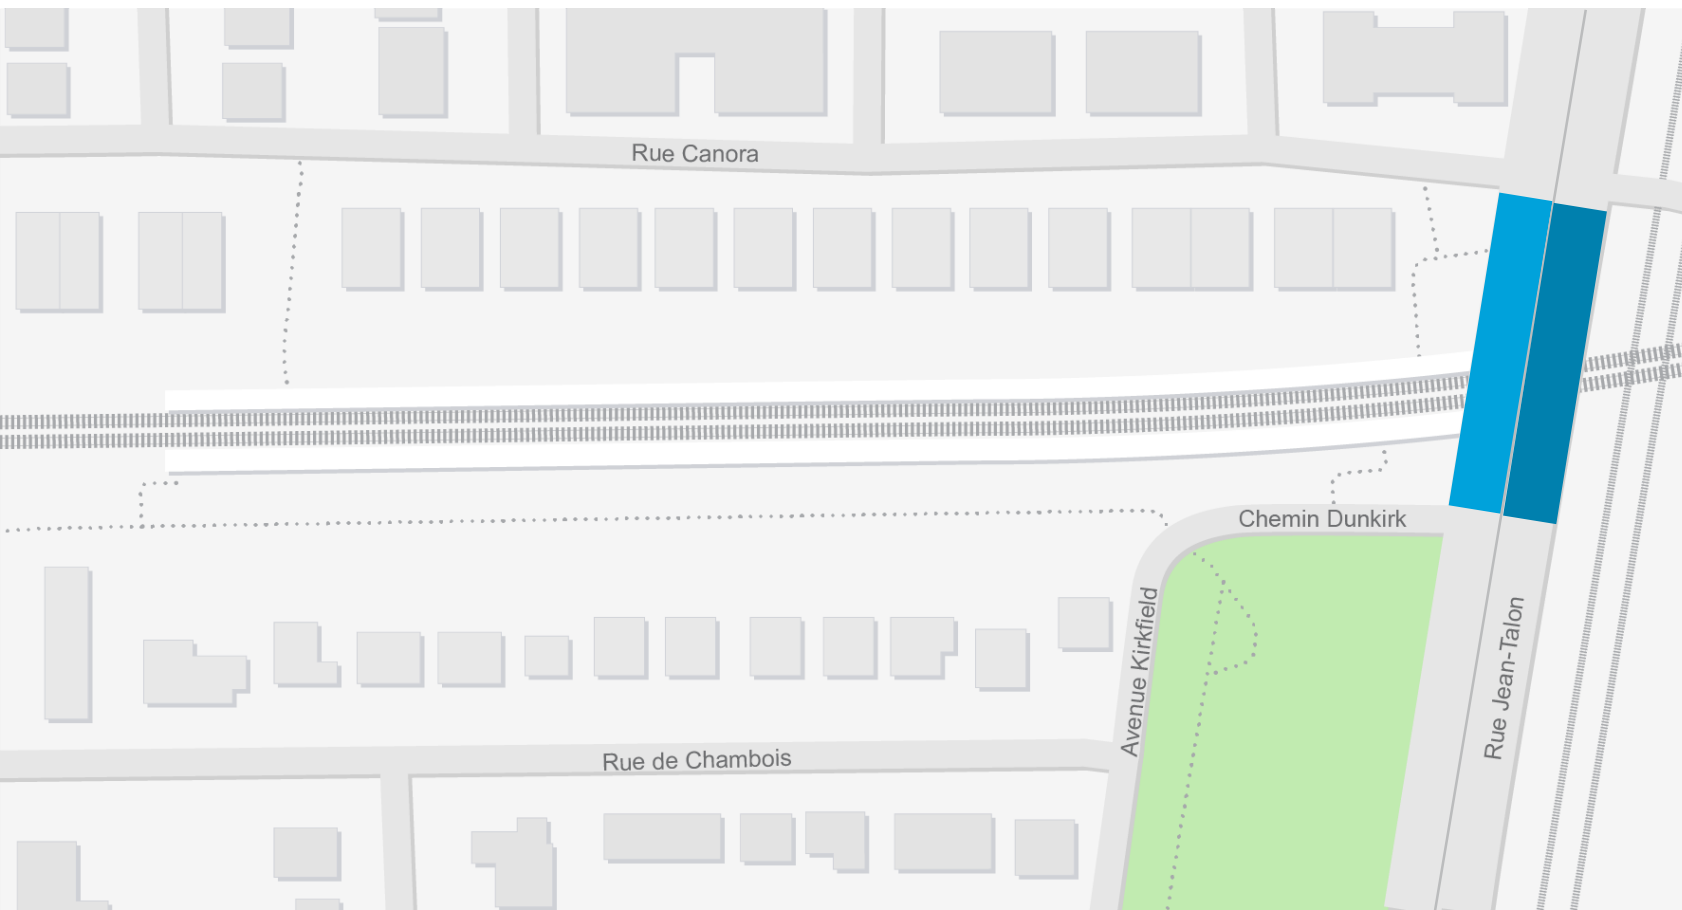 Rue Canora
Chemin Dunkirk
Avenue Kirkfield
Rue Jean-Talon
Rue de Chambois